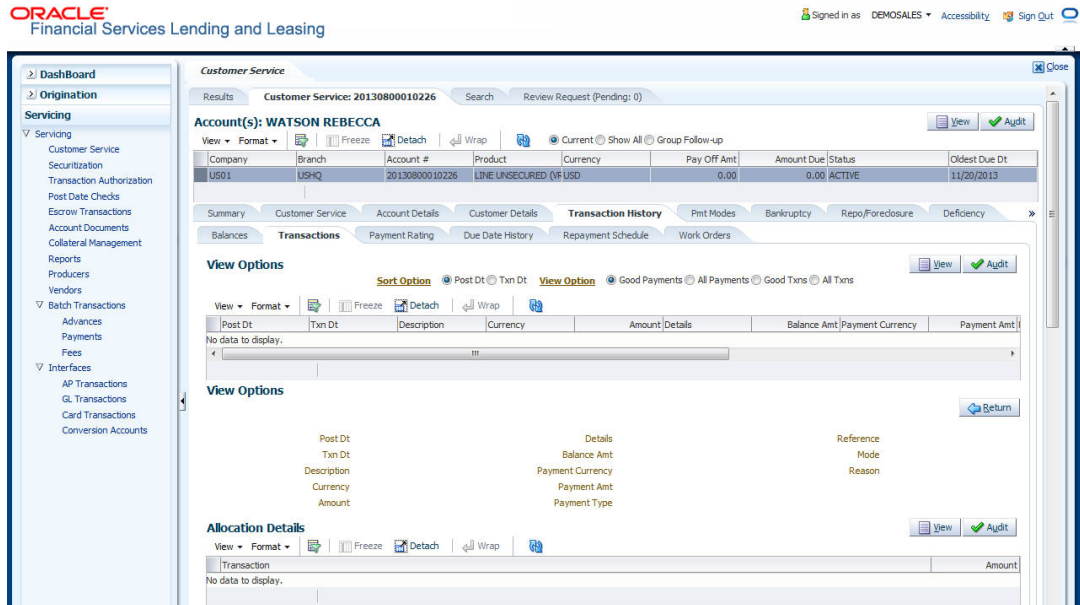 ORACLE
Financial Services Lending and Leasing
Signed in as DEMOSALES Accessibility Sign Out
Close
DashBoard
Origination
Servicing
Servicing
Customer Service
Securitization
Transaction Authorization
Post Date Checks
Escrow Transactions
Account Documents
Collateral Management
Reports
Producers
Vendors
Batch Transactions
Advances
Payments
Fees
Interfaces
AP Transactions
GL Transactions
Card Transactions
Conversion Accounts
Customer Service
Results Customer Service: 20130800010226 Search Review Request (Pending: 0)
Account(s): WATSON REBECCA
View Audit
View Format Freeze Detach Wrap Current Show All Group Follow-up
Company Branch Account # Product Currency Pay Off Amt Amount Due Status Oldest Due Dt
US01 USHQ 20130800010226 LINE UNSECURED (VF USD 0.00 0.00 ACTIVE 11/20/2013
Summary Customer Service Account Details Customer Details Transaction History Pmt Modes Bankruptcy Repo/Foreclosure Deficiency »
Balances Transactions Payment Rating Due Date History Repayment Schedule Work Orders
View Options
View Audit
Sort Option Post Dt Txn Dt View Option Good Payments All Payments Good Txns All Txns
View Format Freeze Detach Wrap
Post Dt Txn Dt Description Currency Amount Details Balance Amt Payment Currency Payment Amt
No data to display.
View Options
Return
Post Dt Details Reference
Txn Dt Balance Amt Mode
Description Payment Currency Reason
Currency Payment Amt
Amount Payment Type
Allocation Details
View Audit
View Format Freeze Detach Wrap
Transaction Amount
No data to display.